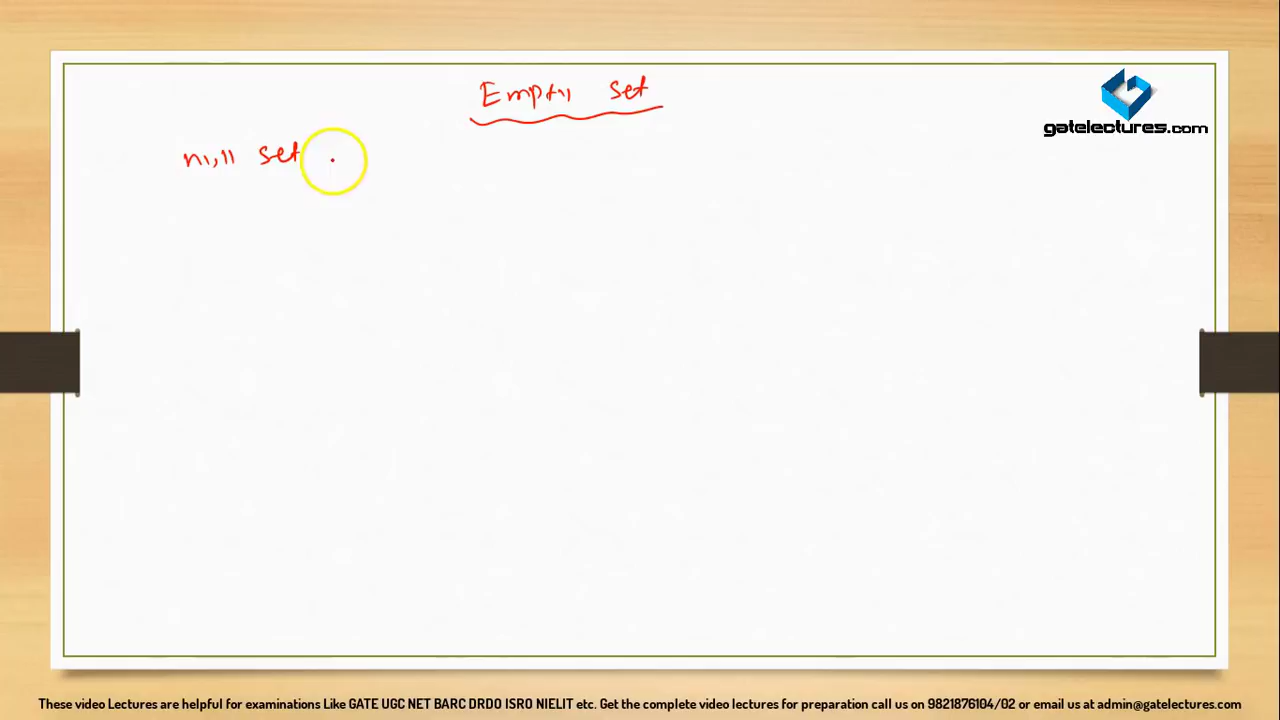 Empty set
gatelectures.com
null set
These video Lectures are helpful for examinations Like GATE UGC NET BARC DRDO ISRO NIELIT etc. Get the complete video lectures for preparation call us on 9821876104/02 or email us at admin@gatelectures.com